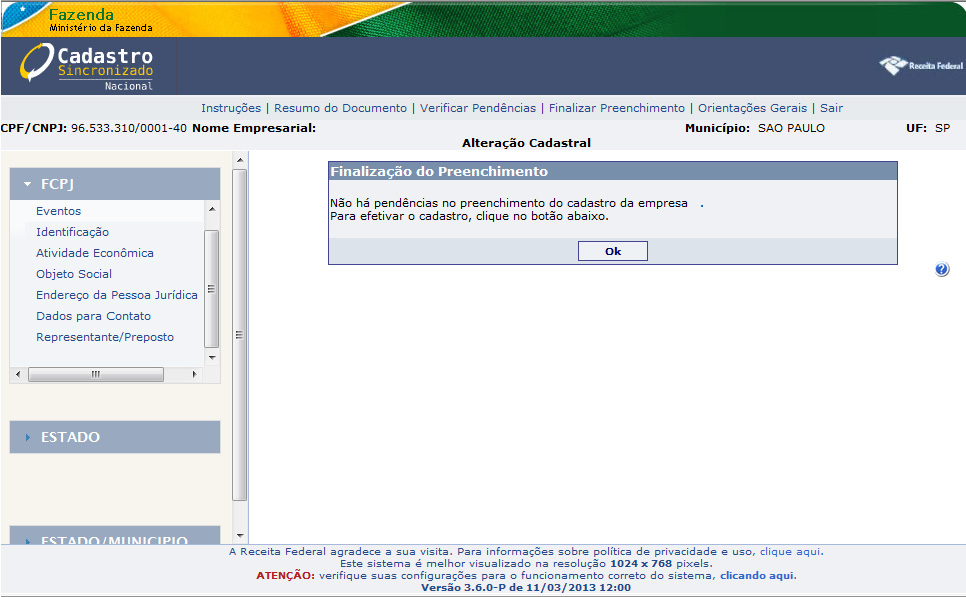 Fazenda
Ministério da Fazenda
Cadastro
Sincronizado
Nacional
Receita Federal
Instruções | Resumo do Documento | Verificar Pendências | Finalizar Preenchimento | Orientações Gerais | Sair
CPF/CNPJ: 96.533.310/0001-40 Nome Empresarial: Município: SAO PAULO UF: SP
Alteração Cadastral
FCPJ
Eventos
Identificação
Atividade Econômica
Objeto Social
Endereço da Pessoa Jurídica
Dados para Contato
Representante/Preposto
ESTADO
ESTADO/MUNICIPIO
Finalização do Preenchimento
Não há pendências no preenchimento do cadastro da empresa .
Para efetivar o cadastro, clique no botão abaixo.
Ok
?
A Receita Federal agradece a sua visita. Para informações sobre política de privacidade e uso, clique aqui.
Este sistema é melhor visualizado na resolução 1024 x 768 pixels.
ATENÇÃO: verifique suas configurações para o funcionamento correto do sistema, clicando aqui.
Versão 3.6.0-P de 11/03/2013 12:00